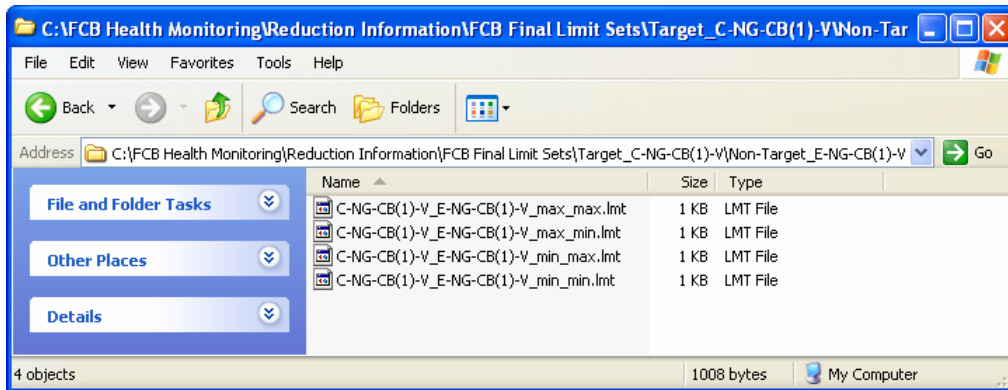 C:\FCB Health Monitoring\Reduction Information\FCB Final Limit Sets\Target_C-NG-CB(1)-V\Non-Tar
File Edit View Favorites Tools Help
Back Search Folders
Address C:\FCB Health Monitoring\Reduction Information\FCB Final Limit Sets\Target_C-NG-CB(1)-V\Non-Target_E-NG-CB(1)-V Go
Name Size Type
File and Folder Tasks
Other Places
Details
C-NG-CB(1)-V_E-NG-CB(1)-V_max_max.lmt 1 KB LMT File
C-NG-CB(1)-V_E-NG-CB(1)-V_max_min.lmt 1 KB LMT File
C-NG-CB(1)-V_E-NG-CB(1)-V_min_max.lmt 1 KB LMT File
C-NG-CB(1)-V_E-NG-CB(1)-V_min_min.lmt 1 KB LMT File
4 objects 1008 bytes My Computer